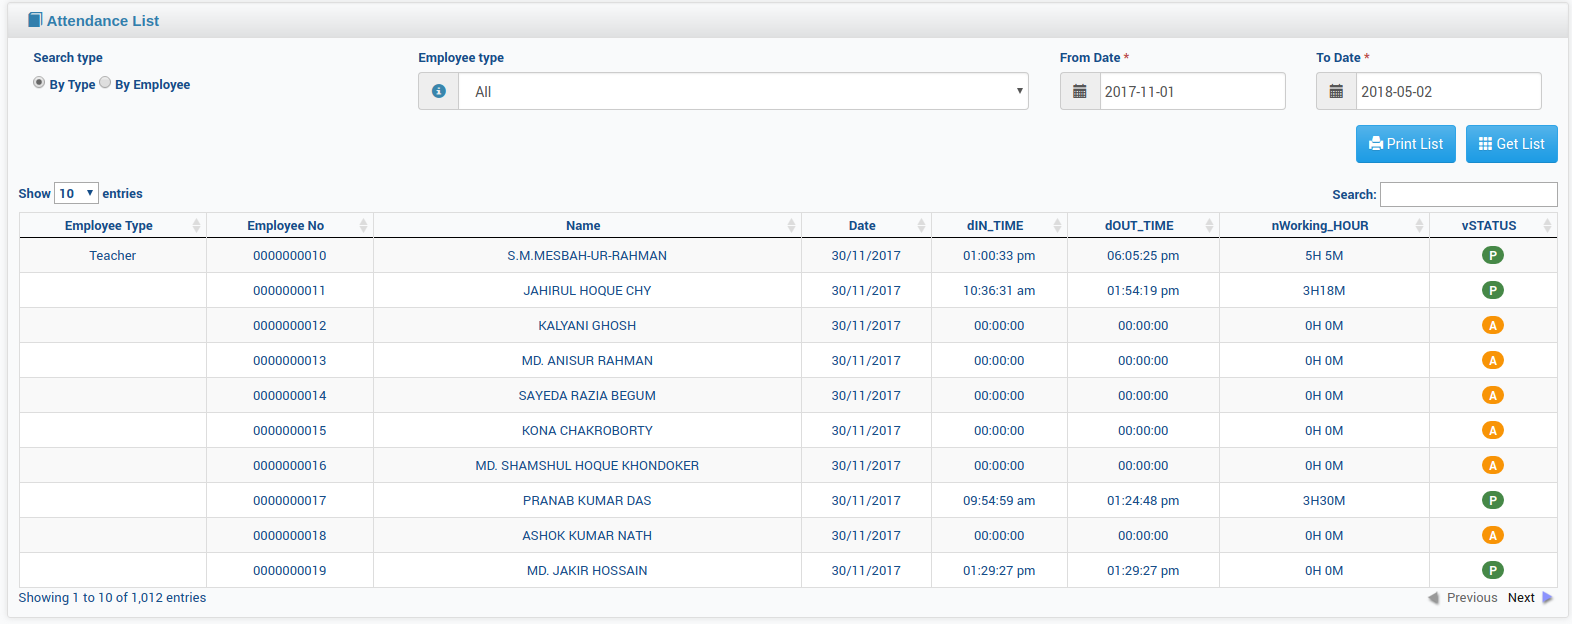 Attendance List
Search type
Employee type
From Date *
To Date *
By Type By Employee
All
2017-11-01
2018-05-02
Print List
Get List
Show 10 entries
Search:
Employee Type Employee No Name Date dIN_TIME dOUT_TIME nWorking_HOUR vSTATUS
Teacher 0000000010 S.M.MESBAH-UR-RAHMAN 30/11/2017 01:00:33 pm 06:05:25 pm 5H 5M P
0000000011 JAHIRUL HOQUE CHY 30/11/2017 10:36:31 am 01:54:19 pm 3H18M P
0000000012 KALYANI GHOSH 30/11/2017 00:00:00 00:00:00 0H 0M A
0000000013 MD. ANISUR RAHMAN 30/11/2017 00:00:00 00:00:00 0H 0M A
0000000014 SAYEDA RAZIA BEGUM 30/11/2017 00:00:00 00:00:00 0H 0M A
0000000015 KONA CHAKROBORTY 30/11/2017 00:00:00 00:00:00 0H 0M A
0000000016 MD. SHAMSHUL HOQUE KHONDOKER 30/11/2017 00:00:00 00:00:00 0H 0M A
0000000017 PRANAB KUMAR DAS 30/11/2017 09:54:59 am 01:24:48 pm 3H30M P
0000000018 ASHOK KUMAR NATH 30/11/2017 00:00:00 00:00:00 0H 0M A
0000000019 MD. JAKIR HOSSAIN 30/11/2017 01:29:27 pm 01:29:27 pm 0H 0M P
Showing 1 to 10 of 1,012 entries
Previous Next